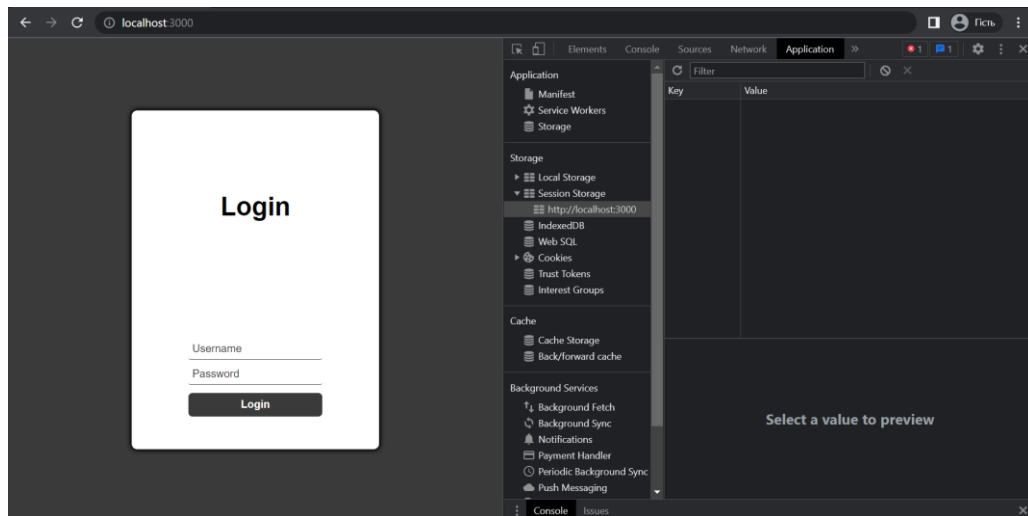 localhost:3000
Гість
Elements Console Sources Network Application »
1 1
Login
Username
Password
Login
Application
Manifest
Service Workers
Storage
Storage
Local Storage
Session Storage
http://localhost:3000
IndexedDB
Web SQL
Cookies
Trust Tokens
Interest Groups
Cache
Cache Storage
Back/forward cache
Background Services
Background Fetch
Background Sync
Notifications
Payment Handler
Periodic Background Sync
Push Messaging
Filter
Key Value
Select a value to preview
Console Issues